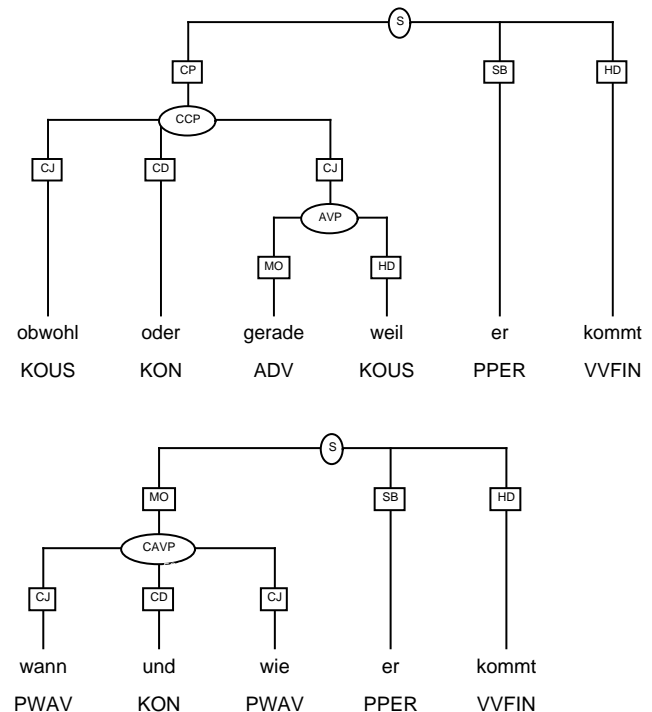 S
CP SB HD
CCP
CJ CD CJ
AVP
MO HD
obwohl oder gerade weil er kommt
KOUS KON ADV KOUS PPER VVFIN
S
MO SB HD
CAVP
CJ CD CJ
wann und wie er kommt
PWAV KON PWAV PPER VVFIN